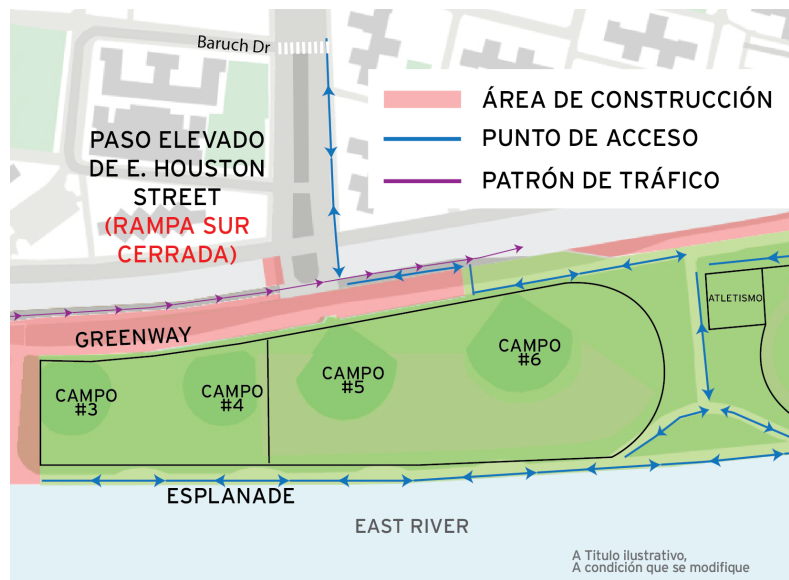 Baruch Dr
PASO ELEVADO
DE E. HOUSTON
STREET
(RAMPA SUR
CERRADA)
ÁREA DE CONSTRUCCIÓN
PUNTO DE ACCESO
PATRÓN DE TRÁFICO
GREENWAY
ATLETISMO
CAMPO
#3
CAMPO
#4
CAMPO
#5
CAMPO
#6
ESPLANADE
EAST RIVER
A Titulo ilustrativo,
A condición que se modifique